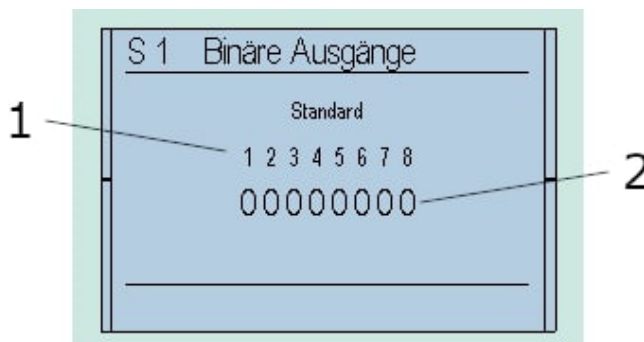 S 1 Binäre Ausgänge
Standard
1
1 2 3 4 5 6 7 8
00000000
2